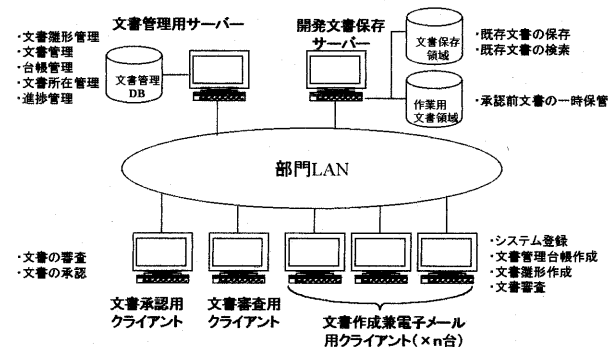 文書管理用サーバー
・文書雛形管理
・文書管理
・台帳管理
・文書所在管理
・進捗管理
文書管理
DB
開発文書保存
サーバー
文書保存
領域
・既存文書の保存
・既存文書の検索
作業用
文書領域
・承認前文書の一時保管
部門LAN
・文書の審査
・文書の承認
文書承認用
クライアント
文書審査用
クライアント
文書作成兼電子メール
用クライアント(×n台)
・システム登録
・文書管理台帳作成
・文書雛形作成
・文書審査